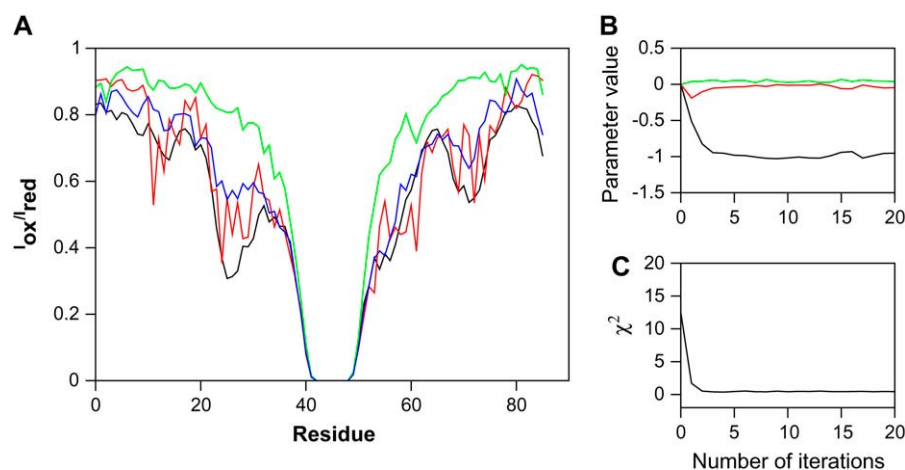 A
1
0.8
0.6
0.4
0.2
0
Iox/Ired
0 20 40 60 80
Residue
B
0.5
0
-0.5
-1
-1.5
Parameter value
0 5 10 15 20
C
20
15
10
5
0
χ2
0 5 10 15 20
Number of iterations